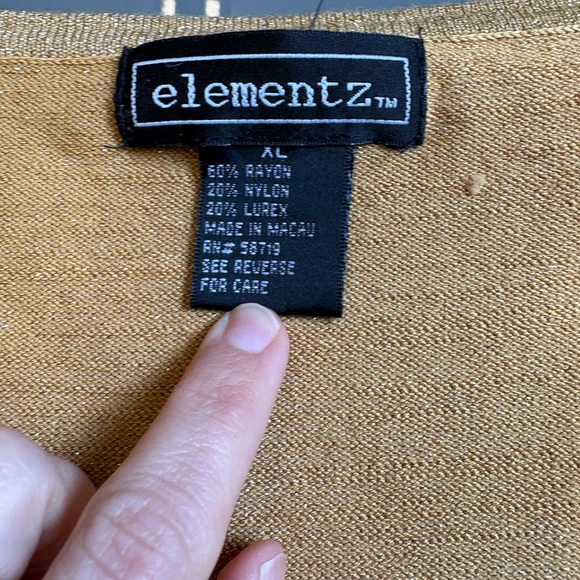 elementz™
XL
60% RAYON
20% NYLON
20% LUREX
MADE IN MACAU
RN# 58719
SEE REVERSE
FOR CARE